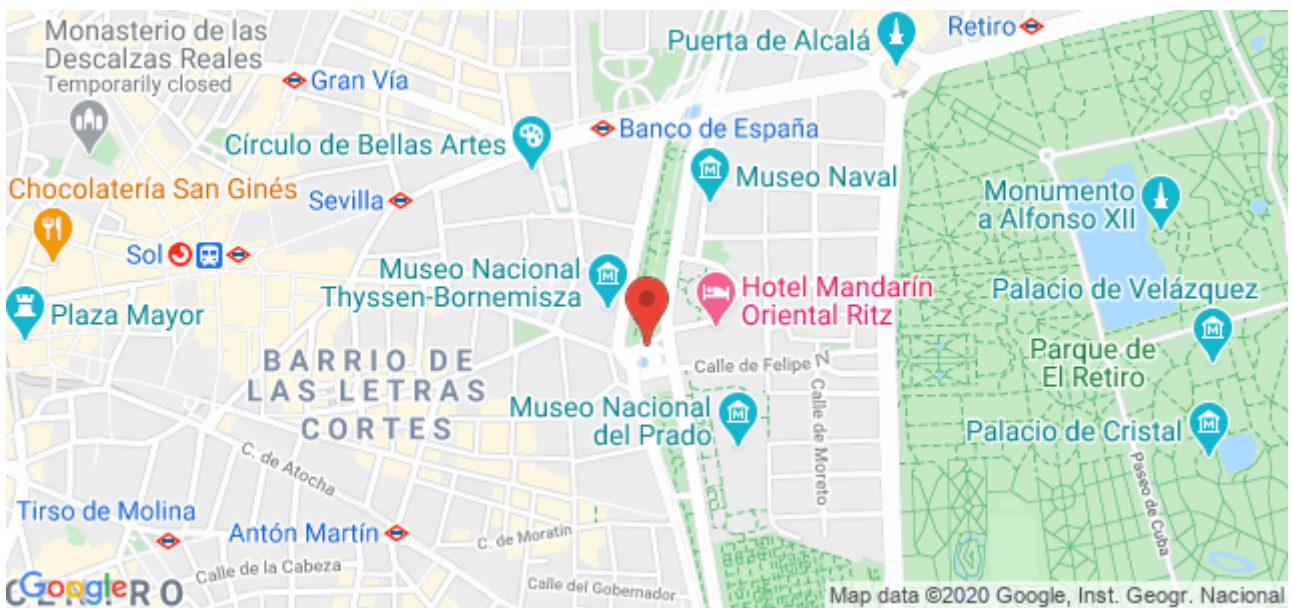 Monasterio de las
Descalzas Reales
Temporarily closed
Gran Vía
Puerta de Alcalá
Retiro
Círculo de Bellas Artes
Banco de España
Museo Naval
Chocolatería San Ginés
Sevilla
Monumento
a Alfonso XII
Sol
Museo Nacional
Thyssen-Bornemisza
Hotel Mandarín
Oriental Ritz
Palacio de Velázquez
Plaza Mayor
Parque de
El Retiro
BARRIO DE
LAS LETRAS
CORTES
Calle de Felipe
Calle de Moreto
Museo Nacional
del Prado
Palacio de Cristal
C. de Atocha
Paseo de Cuba
Tirso de Molina
Antón Martín
C. de Moratín
Calle de la Cabeza
Calle del Gobernador
Google
Map data ©2020 Google, Inst. Geogr. Nacional